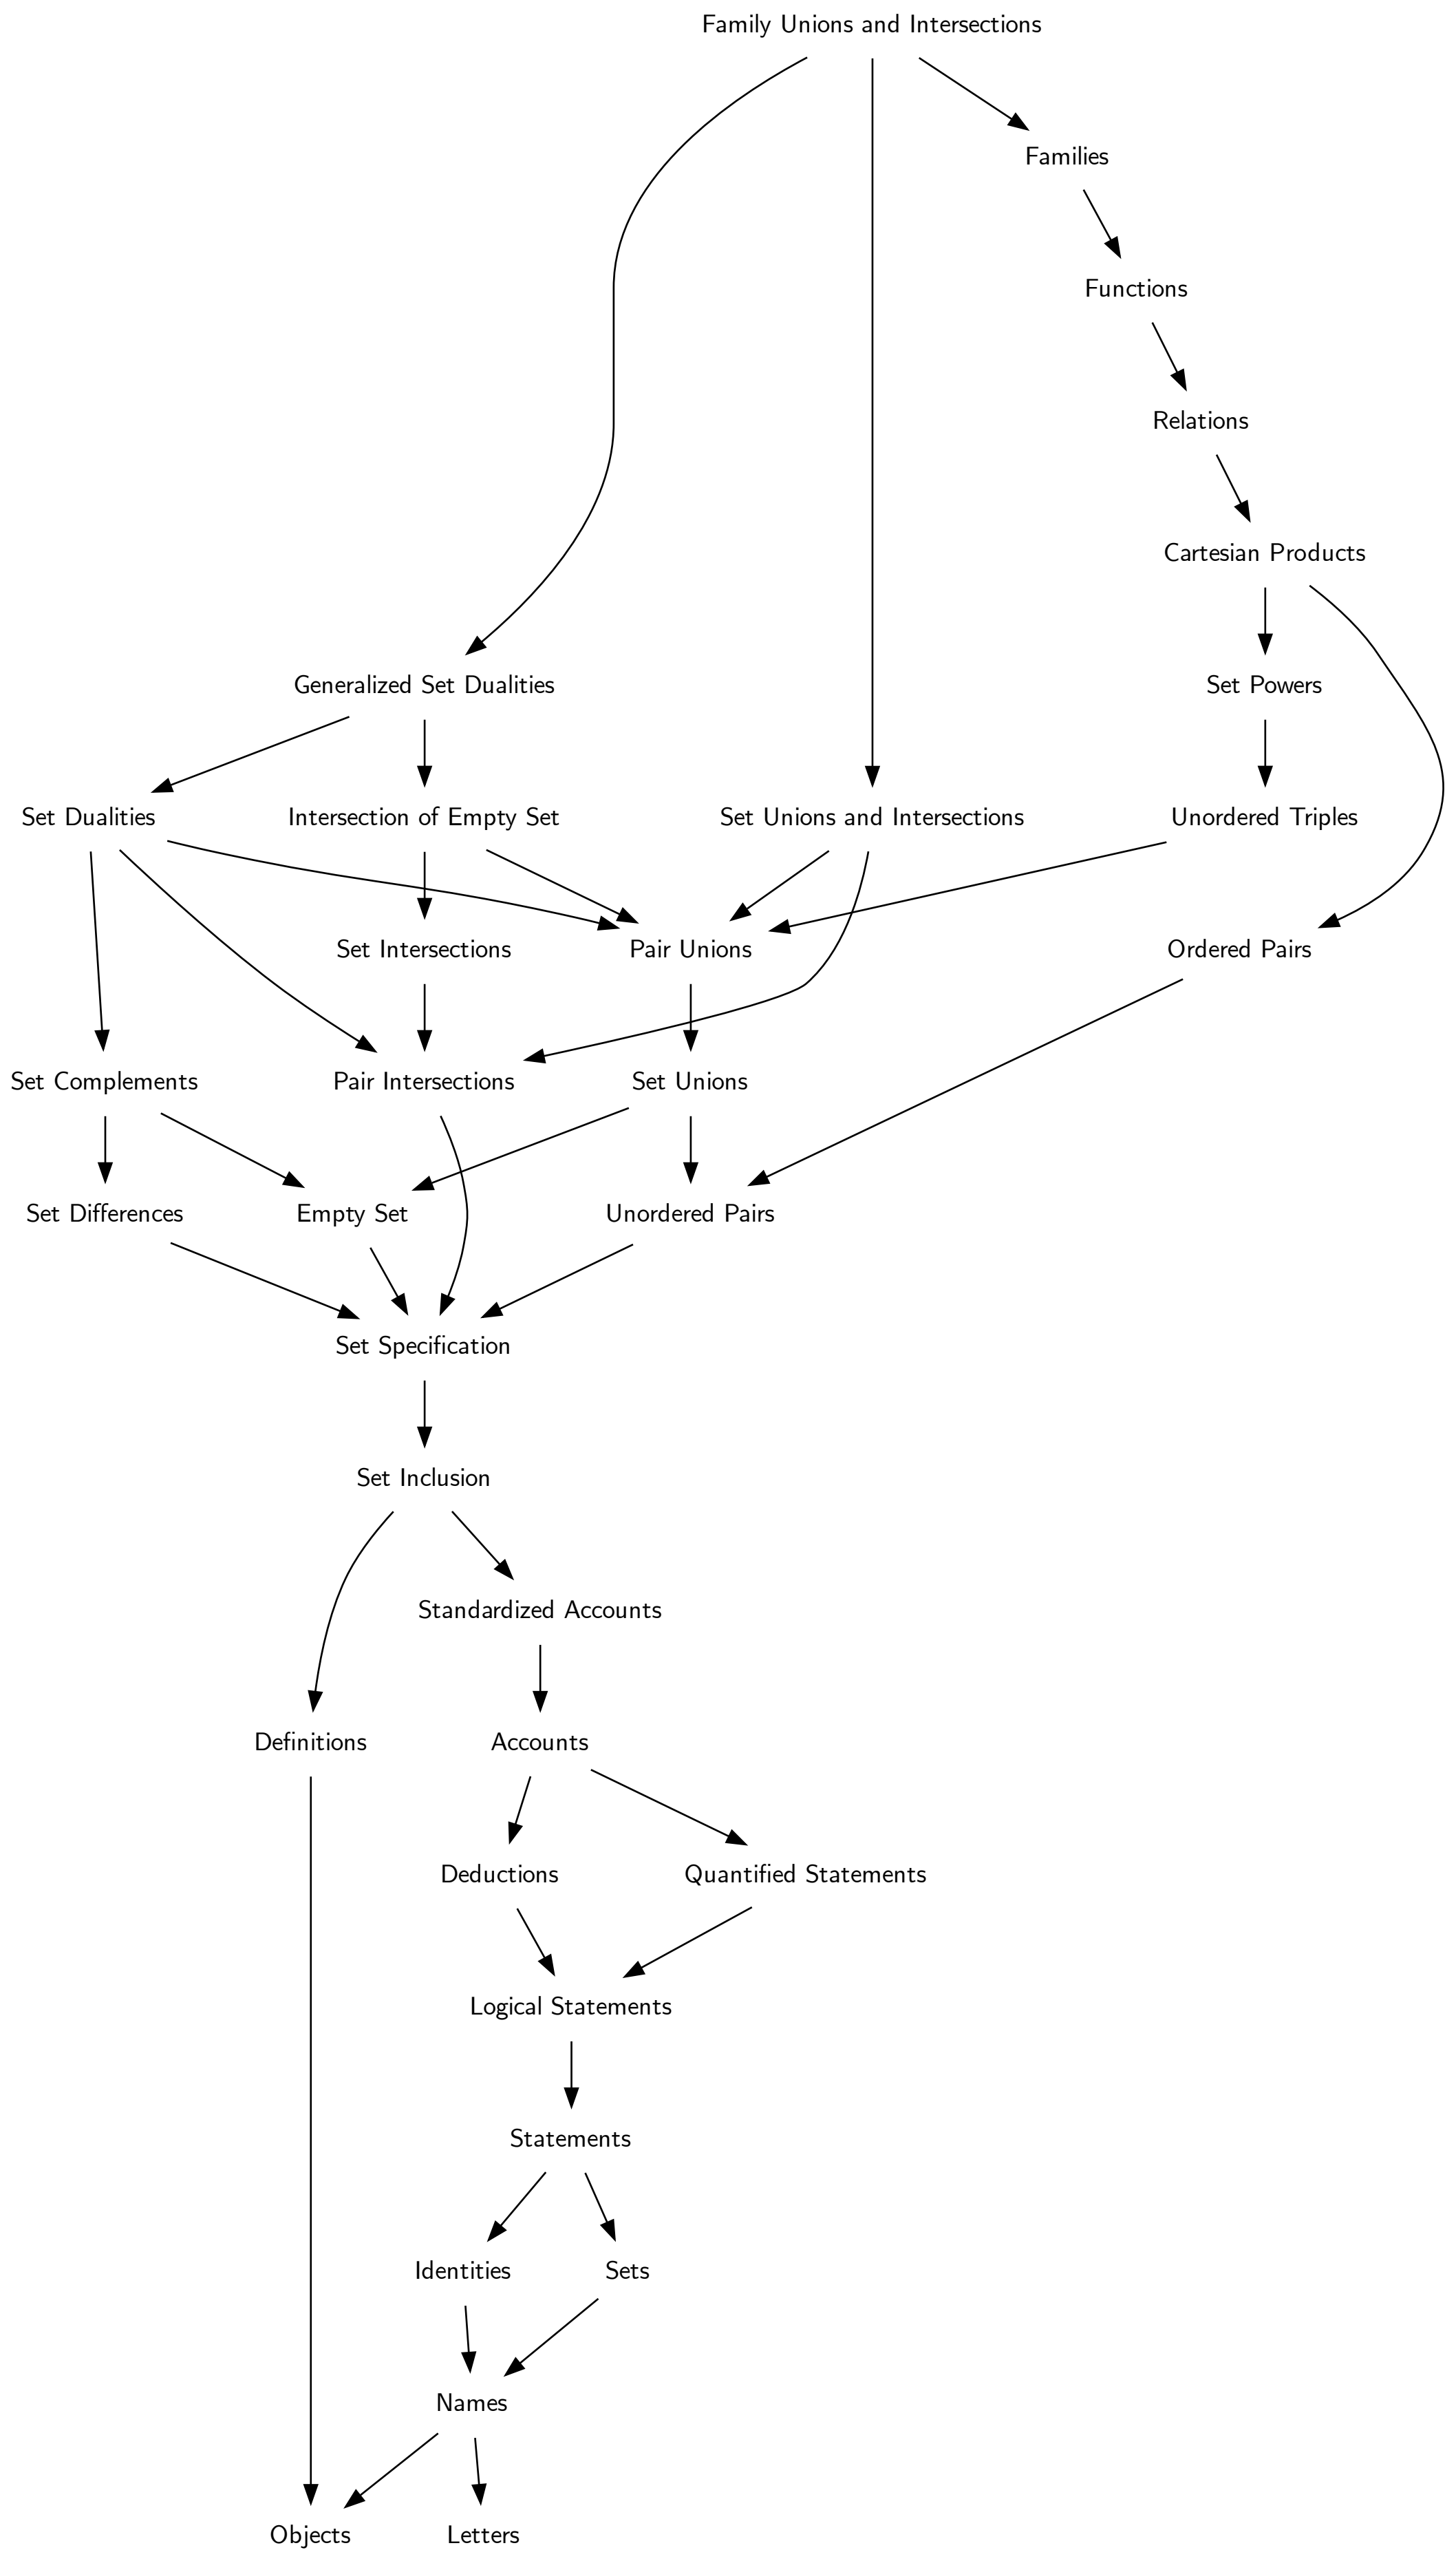 Family Unions and Intersections
Families
Functions
Relations
Cartesian Products
Generalized Set Dualities
Set Powers
Set Dualities
Intersection of Empty Set
Set Unions and Intersections
Unordered Triples
Set Intersections
Pair Unions
Ordered Pairs
Set Complements
Pair Intersections
Set Unions
Set Differences
Empty Set
Unordered Pairs
Set Specification
Set Inclusion
Standardized Accounts
Definitions
Accounts
Deductions
Quantified Statements
Logical Statements
Statements
Identities
Sets
Names
Objects
Letters